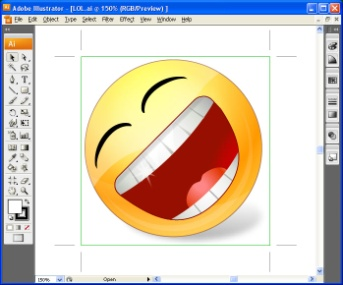 Adobe Illustrator - [LOL.ai @ 150% (RGB/Preview) ]
File Edit Object Type Select Filter Effect View Window Help
Ai
T
150%
Open